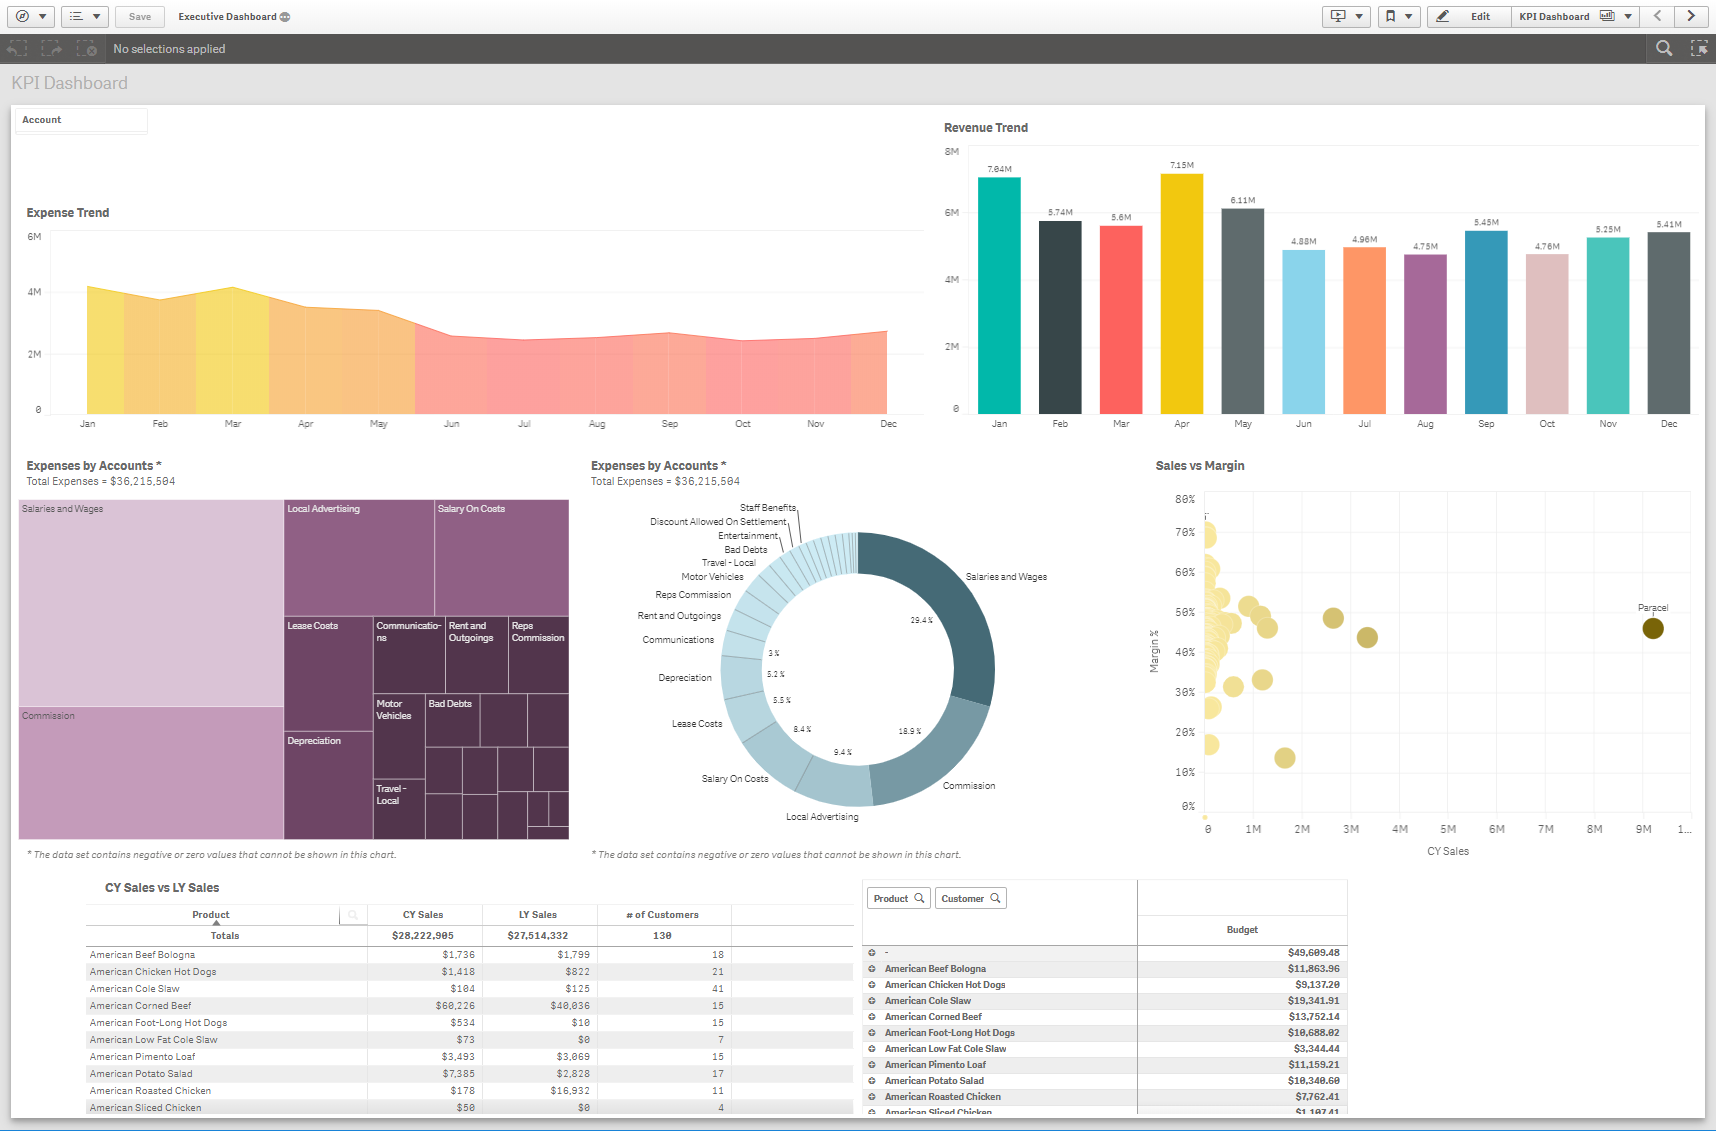 Save
Executive Dashboard
Edit
KPI Dashboard
No selections applied
KPI Dashboard
Account
Expense Trend
6M
4M
2M
0
Jan Feb Mar Apr May Jun Jul Aug Sep Oct Nov Dec
Revenue Trend
8M
6M
4M
2M
0
7.04M
5.74M
5.6M
7.15M
6.11M
4.88M
4.96M
4.75M
5.45M
4.76M
5.25M
5.41M
Jan Feb Mar Apr May Jun Jul Aug Sep Oct Nov Dec
Expenses by Accounts *
Total Expenses = $36,215,504
Salaries and Wages
Commission
Local Advertising
Salary On Costs
Lease Costs
Communicatio-
ns
Rent and
Outgoings
Reps
Commission
Depreciation
Motor
Vehicles
Bad Debts
Travel -
Local
* The data set contains negative or zero values that cannot be shown in this chart.
Expenses by Accounts *
Total Expenses = $36,215,504
Staff Benefits
Discount Allowed On Settlement
Entertainment
Bad Debts
Travel - Local
Motor Vehicles
Reps Commission
Rent and Outgoings
Communications
Depreciation
Lease Costs
Salary On Costs
Local Advertising
Commission
Salaries and Wages
29.4%
18.9%
9.4%
8.4%
5.5%
5.2%
3%
* The data set contains negative or zero values that cannot be shown in this chart.
Sales vs Margin
Margin %
80%
70%
60%
50%
40%
30%
20%
10%
0%
Paracel
0 1M 2M 3M 4M 5M 6M 7M 8M 9M 1...
CY Sales
CY Sales vs LY Sales
Product CY Sales LY Sales # of Customers
Totals $28,222,905 $27,514,332 130
American Beef Bologna $1,736 $1,799 18
American Chicken Hot Dogs $1,418 $822 21
American Cole Slaw $104 $125 41
American Corned Beef $60,226 $40,036 15
American Foot-Long Hot Dogs $534 $10 15
American Low Fat Cole Slaw $73 $0 7
American Pimento Loaf $3,493 $3,069 15
American Potato Salad $7,385 $2,828 17
American Roasted Chicken $178 $16,932 11
American Sliced Chicken $50 $0 4
Product Customer
Budget
- $49,609.48
American Beef Bologna $11,863.96
American Chicken Hot Dogs $9,137.20
American Cole Slaw $19,341.91
American Corned Beef $13,752.14
American Foot-Long Hot Dogs $10,688.02
American Low Fat Cole Slaw $3,344.44
American Pimento Loaf $11,159.21
American Potato Salad $10,340.60
American Roasted Chicken $7,762.41
American Sliced Chicken $1,107.41